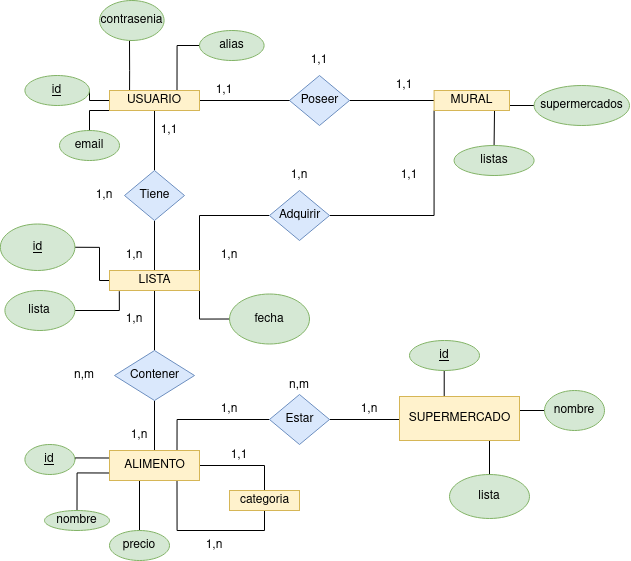 contrasenia
alias
id
USUARIO
email
1,1
1,1
Poseer
1,1
MURAL
supermercados
listas
1,1
1,n
Tiene
1,n
Adquirir
1,1
id
1,n
1,n
LISTA
lista
1,n
fecha
n,m
Contener
id
n,m
1,n
1,n
Estar
1,n
SUPERMERCADO
nombre
id
ALIMENTO
1,1
categoria
lista
nombre
precio
1,n